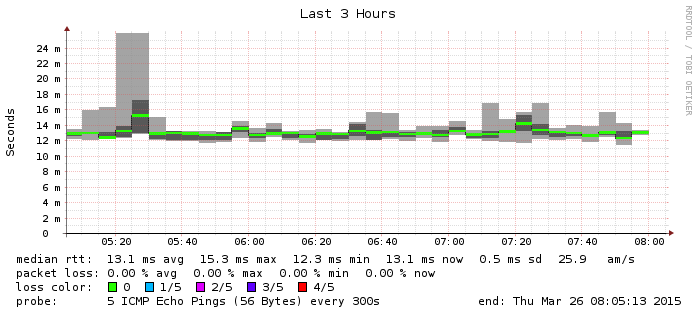 Last 3 Hours
RRDTOOL / TOBI OETIKER
Seconds
24 m
22 m
20 m
18 m
16 m
14 m
12 m
10 m
8 m
6 m
4 m
2 m
0
05:20 05:40 06:00 06:20 06:40 07:00 07:20 07:40 08:00
median rtt: 13.1 ms avg 15.3 ms max 12.3 ms min 13.1 ms now 0.5 ms sd 25.9 am/s
packet loss: 0.00 % avg 0.00 % max 0.00 % min 0.00 % now
loss color: 0 1/5 2/5 3/5 4/5
probe: 5 ICMP Echo Pings (56 Bytes) every 300s end: Thu Mar 26 08:05:13 2015